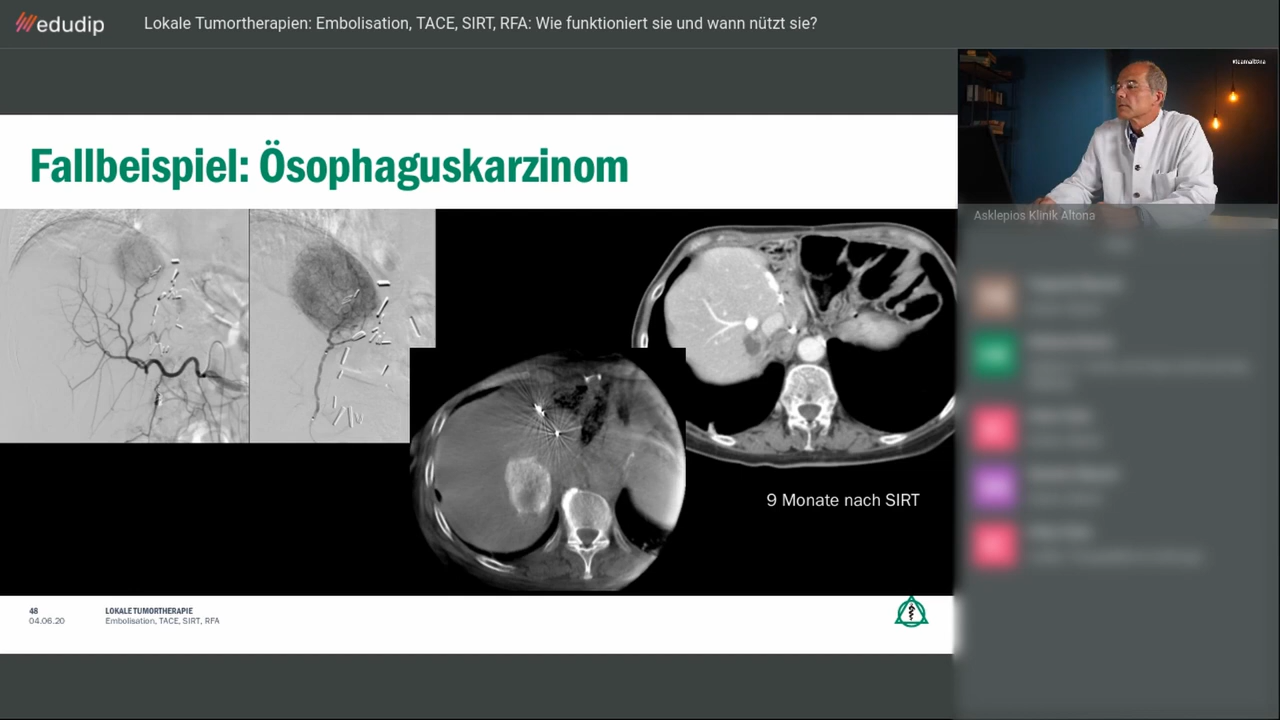 edudip
Lokale Tumortherapien: Embolisation, TACE, SIRT, RFA: Wie funktioniert sie und wann nützt sie?
#teamaltona
Fallbeispiel: Ösophaguskarzinom
Asklepios Klinik Altona
9 Monate nach SIRT
48
LOKALE TUMORTHERAPIE
04.06.20
Embolisation, TACE, SIRT, RFA